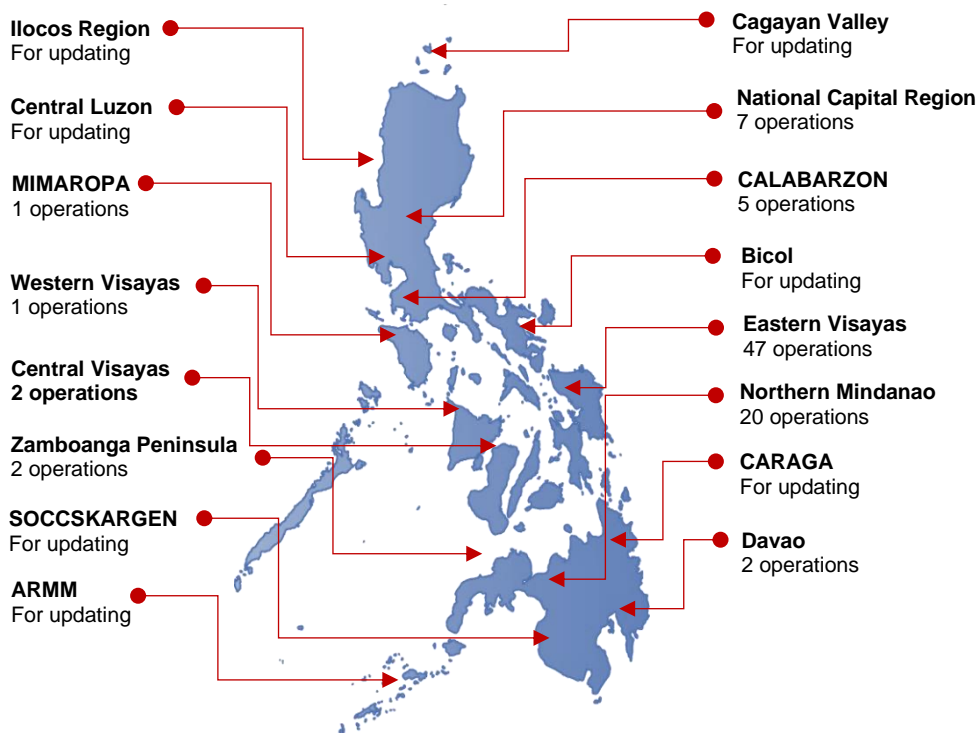 Ilocos Region
For updating
Central Luzon
For updating
MIMAROPA
1 operations
Western Visayas
1 operations
Central Visayas
2 operations
Zamboanga Peninsula
2 operations
SOCCSKARGEN
For updating
ARMM
For updating
Cagayan Valley
For updating
National Capital Region
7 operations
CALABARZON
5 operations
Bicol
For updating
Eastern Visayas
47 operations
Northern Mindanao
20 operations
CARAGA
For updating
Davao
2 operations